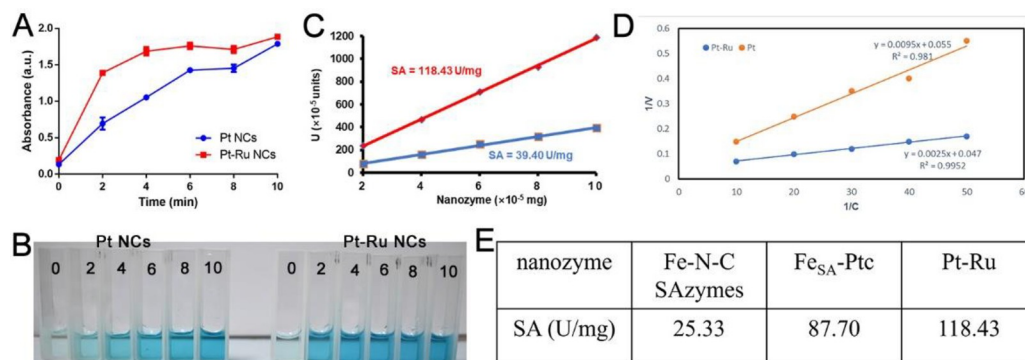 A
Absorbance (a.u.)
2.0
1.5
1.0
0.5
0.0
Pt NCs
Pt-Ru NCs
0 2 4 6 8 10
Time (min)
C
U (×10⁻⁵ units)
1200
1000
800
600
400
200
0
SA = 118.43 U/mg
SA = 39.40 U/mg
2 4 6 8 10
Nanozyme (×10⁻⁵ mg)
D
Pt-Ru Pt
y = 0.0095x + 0.055
R² = 0.981
1/V
0.6
0.5
0.4
0.3
0.2
0.1
0
y = 0.0025x + 0.047
R² = 0.9952
0 10 20 30 40 50 60
1/C
B
Pt NCs Pt-Ru NCs
0 2 4 6 8 10 0 2 4 6 8 10
E
nanozyme Fe-N-C SAzymes Fe_SA-Ptc Pt-Ru
SA (U/mg) 25.33 87.70 118.43